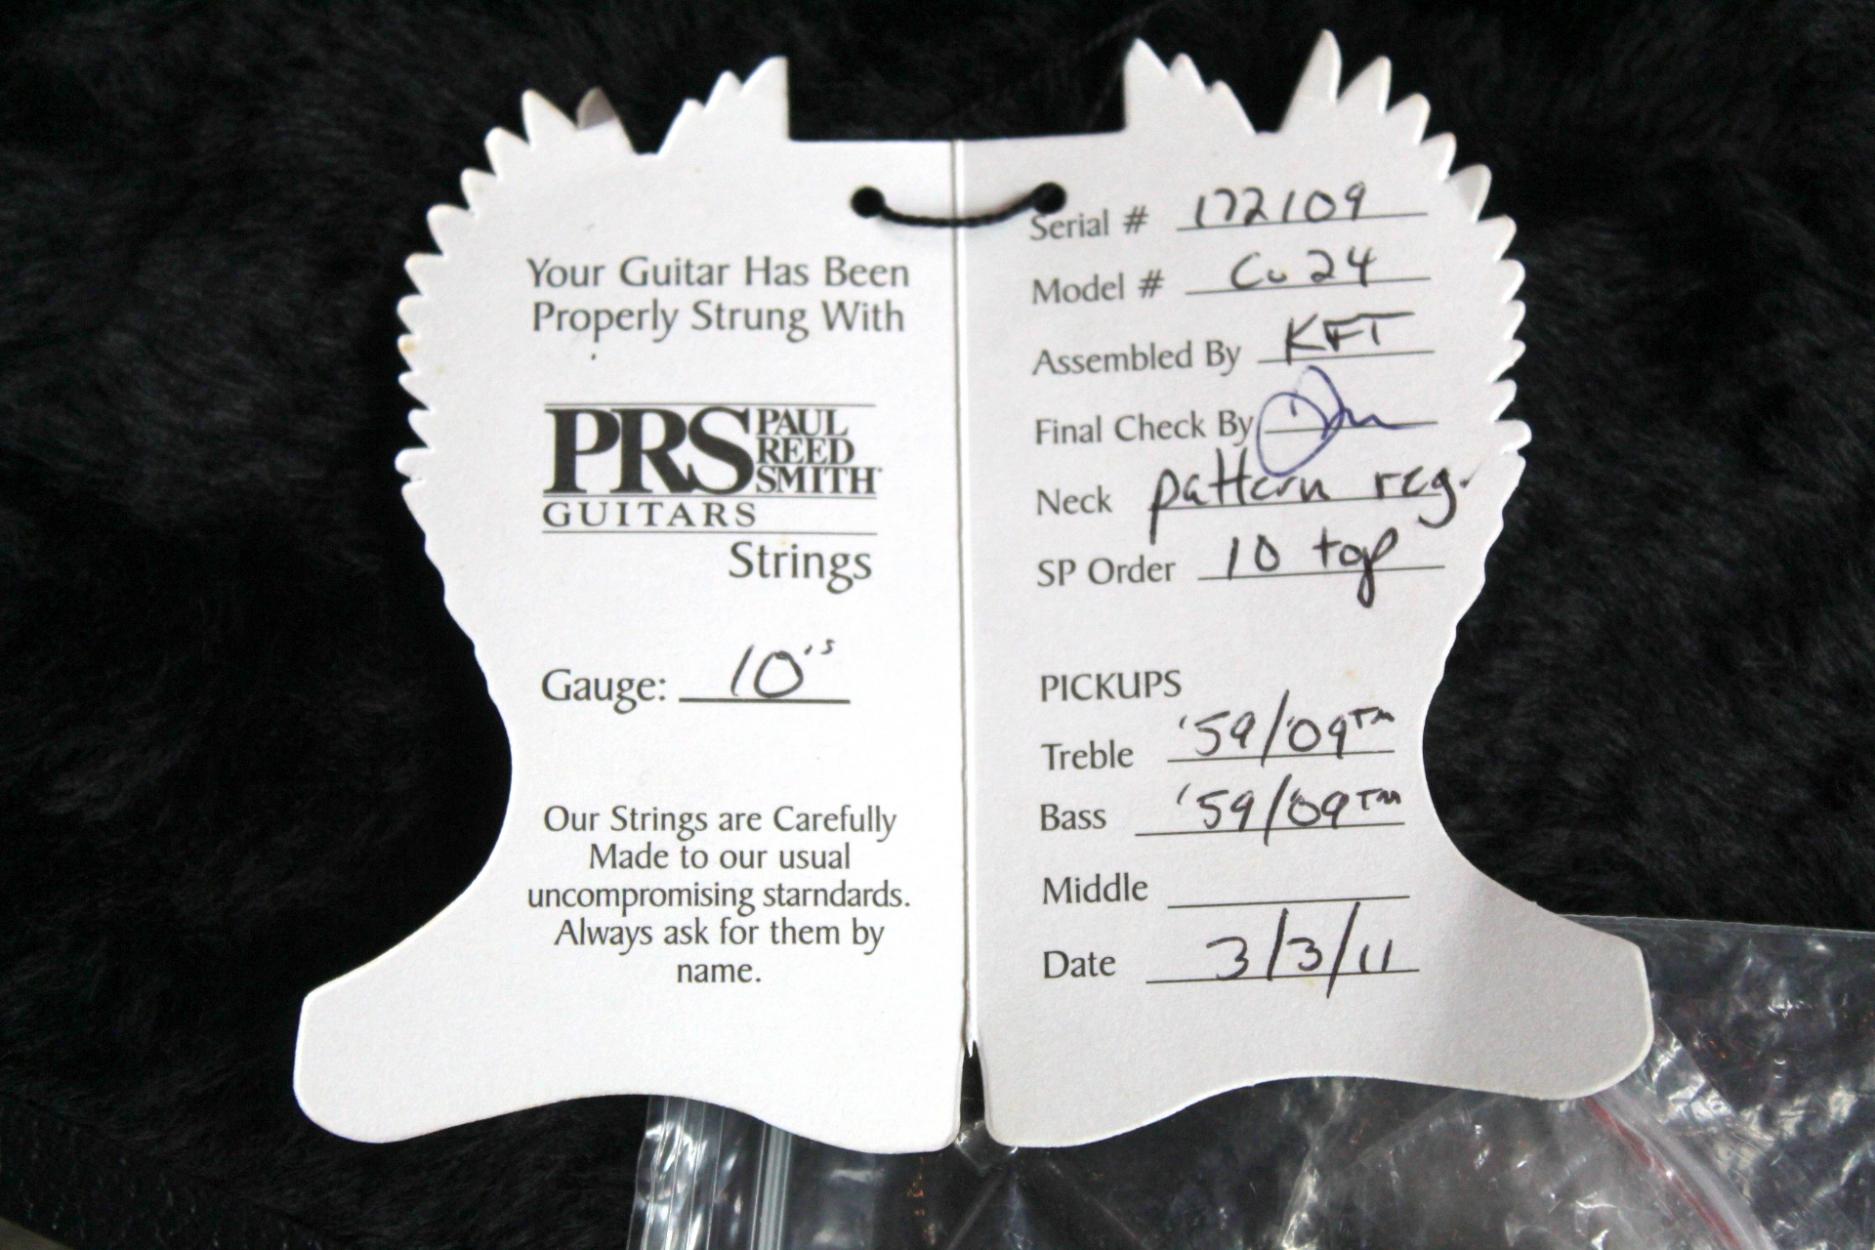 Your Guitar Has Been
Properly Strung With
PRS PAUL
REED
SMITH
GUITARS
Strings
Gauge: 10's
Our Strings are Carefully
Made to our usual
uncompromising starndards.
Always ask for them by
name.
Serial # 172109
Model # Cu 24
Assembled By KFT
Final Check By
Neck pattern reg.
SP Order 10 top
PICKUPS
Treble '59/'09™
Bass '59/'09™
Middle
Date 3/3/11